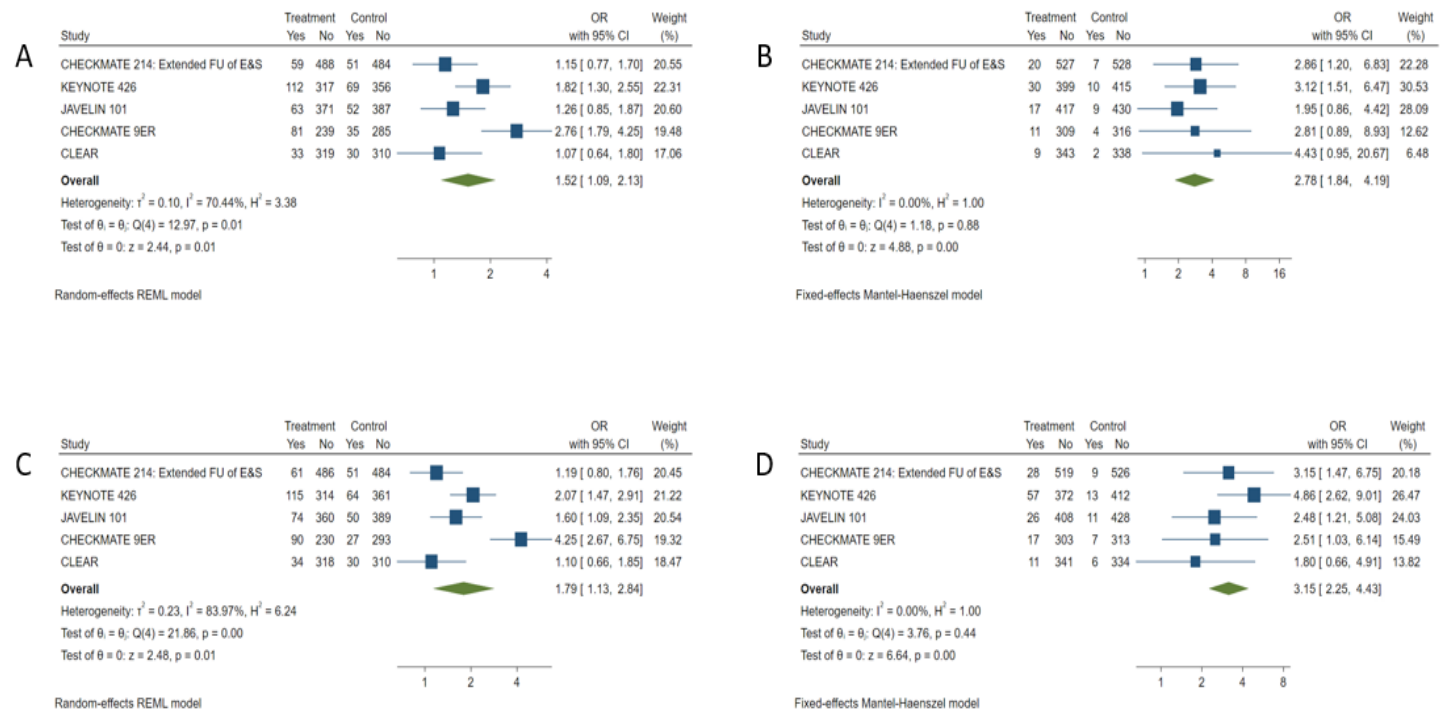 A
Treatment Control OR Weight
Study Yes No Yes No with 95% CI (%)
CHECKMATE 214: Extended FU of E&S 59 488 51 484 1.15 [ 0.77, 1.70] 20.55
KEYNOTE 426 112 317 69 356 1.82 [ 1.30, 2.55] 22.31
JAVELIN 101 63 371 52 387 1.26 [ 0.85, 1.87] 20.60
CHECKMATE 9ER 81 239 35 285 2.76 [ 1.79, 4.25] 19.48
CLEAR 33 319 30 310 1.07 [ 0.64, 1.80] 17.06
Overall 1.52 [ 1.09, 2.13]
Heterogeneity: τ² = 0.10, I² = 70.44%, H² = 3.38
Test of θᵢ = θⱼ: Q(4) = 12.97, p = 0.01
Test of θ = 0: z = 2.44, p = 0.01
1 2 4
Random-effects REML model
B
Treatment Control OR Weight
Study Yes No Yes No with 95% CI (%)
CHECKMATE 214: Extended FU of E&S 20 527 7 528 2.86 [ 1.20, 6.83] 22.28
KEYNOTE 426 30 399 10 415 3.12 [ 1.51, 6.47] 30.53
JAVELIN 101 17 417 9 430 1.95 [ 0.86, 4.42] 28.09
CHECKMATE 9ER 11 309 4 316 2.81 [ 0.89, 8.93] 12.62
CLEAR 9 343 2 338 4.43 [ 0.95, 20.67] 6.48
Overall 2.78 [ 1.84, 4.19]
Heterogeneity: I² = 0.00%, H² = 1.00
Test of θᵢ = θⱼ: Q(4) = 1.18, p = 0.88
Test of θ = 0: z = 4.88, p = 0.00
1 2 4 8 16
Fixed-effects Mantel-Haenszel model
C
Treatment Control OR Weight
Study Yes No Yes No with 95% CI (%)
CHECKMATE 214: Extended FU of E&S 61 486 51 484 1.19 [ 0.80, 1.76] 20.45
KEYNOTE 426 115 314 64 361 2.07 [ 1.47, 2.91] 21.22
JAVELIN 101 74 360 50 389 1.60 [ 1.09, 2.35] 20.54
CHECKMATE 9ER 90 230 27 293 4.25 [ 2.67, 6.75] 19.32
CLEAR 34 318 30 310 1.10 [ 0.66, 1.85] 18.47
Overall 1.79 [ 1.13, 2.84]
Heterogeneity: τ² = 0.23, I² = 83.97%, H² = 6.24
Test of θᵢ = θⱼ: Q(4) = 21.86, p = 0.00
Test of θ = 0: z = 2.48, p = 0.01
1 2 4
Random-effects REML model
D
Treatment Control OR Weight
Study Yes No Yes No with 95% CI (%)
CHECKMATE 214: Extended FU of E&S 28 519 9 526 3.15 [ 1.47, 6.75] 20.18
KEYNOTE 426 57 372 13 412 4.86 [ 2.62, 9.01] 26.47
JAVELIN 101 26 408 11 428 2.48 [ 1.21, 5.08] 24.03
CHECKMATE 9ER 17 303 7 313 2.51 [ 1.03, 6.14] 15.49
CLEAR 11 341 6 334 1.80 [ 0.66, 4.91] 13.82
Overall 3.15 [ 2.25, 4.43]
Heterogeneity: I² = 0.00%, H² = 1.00
Test of θᵢ = θⱼ: Q(4) = 3.76, p = 0.44
Test of θ = 0: z = 6.64, p = 0.00
1 2 4 8
Fixed-effects Mantel-Haenszel model